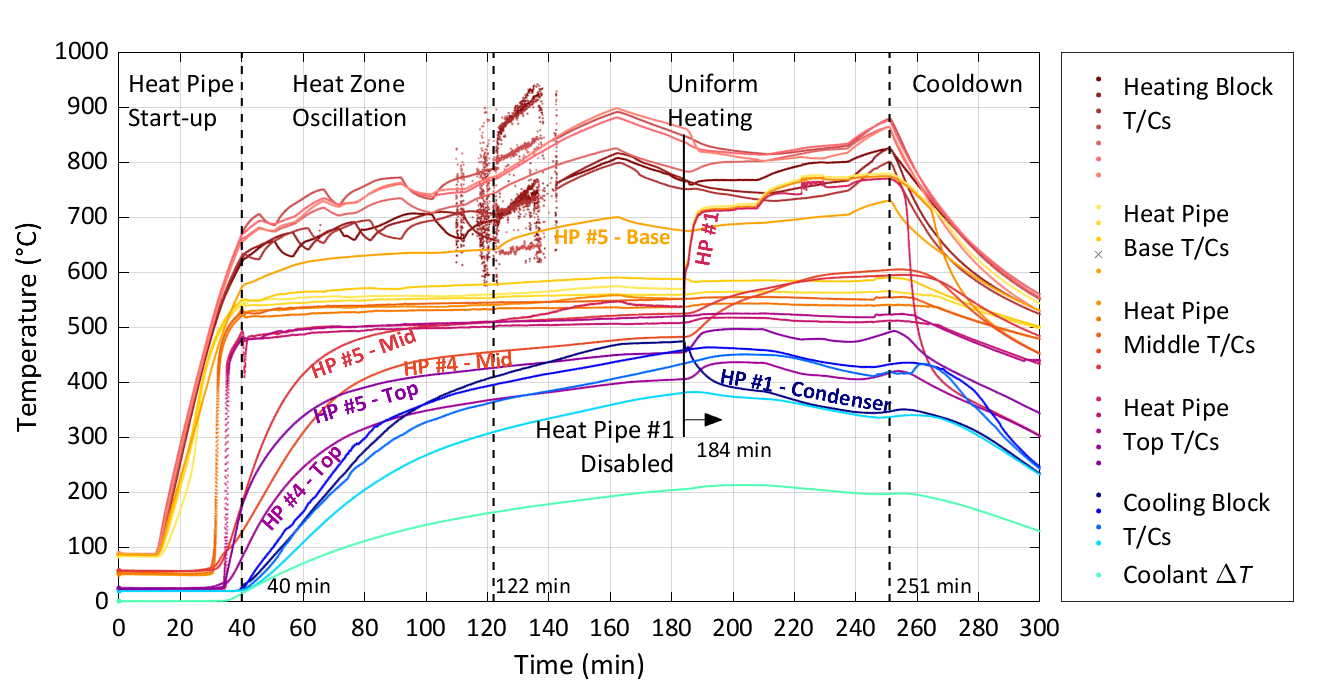 Heat Pipe
Start-up
Heat Zone
Oscillation
Uniform
Heating
Cooldown
1000
900
800
700
600
500
400
300
200
100
0
Temperature (°C)
HP #5 - Base
HP #1
HP #5 - Mid
HP #4 - Mid
HP #5 - Top
HP #4 - Top
HP #1 - Condenser
Heat Pipe #1
Disabled
184 min
40 min
122 min
251 min
0 20 40 60 80 100 120 140 160 180 200 220 240 260 280 300
Time (min)
Heating Block
T/Cs
Heat Pipe
Base T/Cs
Heat Pipe
Middle T/Cs
Heat Pipe
Top T/Cs
Cooling Block
T/Cs
Coolant ΔT